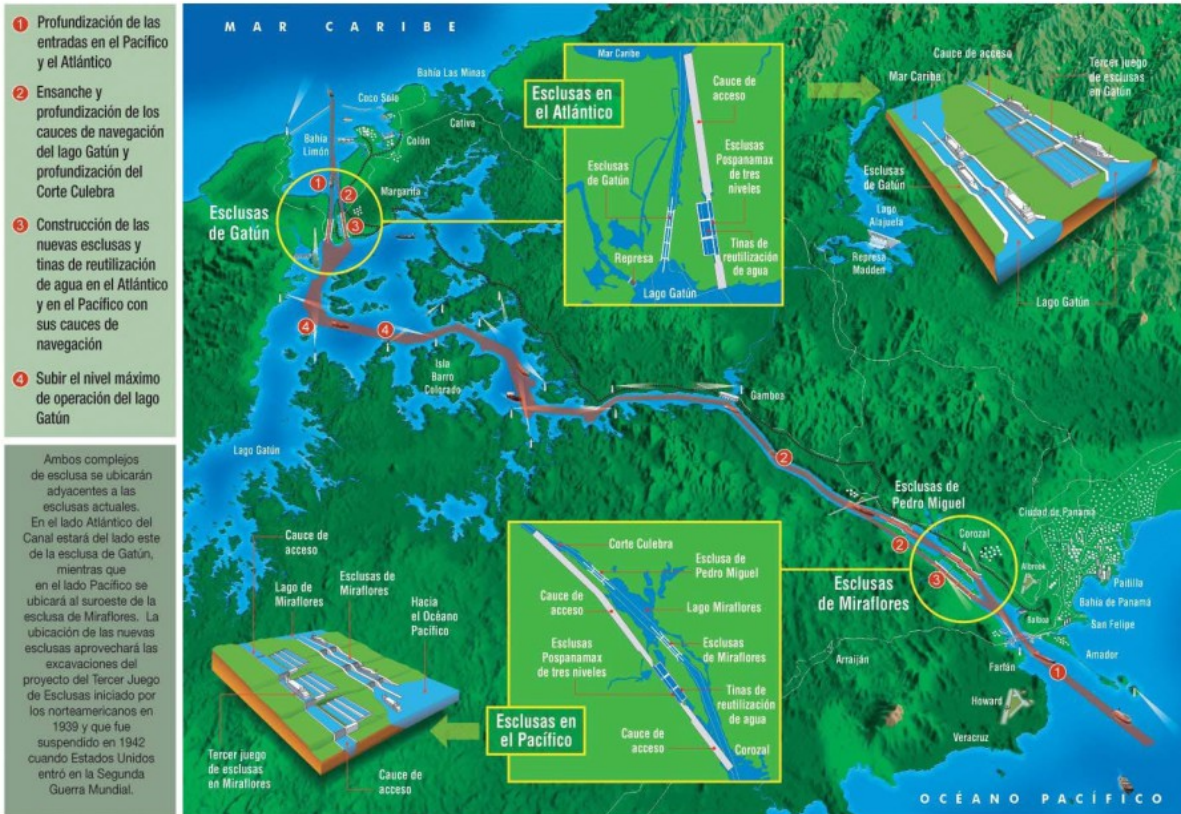 1 Profundización de las
entradas en el Pacífico
y el Atlántico
2 Ensanche y
profundización de los
cauces de navegación
del lago Gatún y
profundización del
Corte Culebra
3 Construcción de las
nuevas esclusas y
tinas de reutilización
de agua en el Atlántico
y en el Pacífico con
sus cauces de
navegación
4 Subir el nivel máximo
de operación del lago
Gatún
Ambos complejos
de esclusa se ubicarán
adyacentes a las
esclusas actuales.
En el lado Atlántico del
Canal estará del lado este
de la esclusa de Gatún,
mientras que
en el lado Pacífico se
ubicará al suroeste de la
esclusa de Miraflores. La
ubicación de las nuevas
esclusas aprovechará las
excavaciones del
proyecto del Tercer Juego
de Esclusas iniciado por
los norteamericanos en
1939 y que fue
suspendido en 1942
cuando Estados Unidos
entró en la Segunda
Guerra Mundial.
MAR CARIBE
Bahía Las Minas
Coco Solo
Cativa
Colón
Bahía
Limón
Margarita
1
2
3
Esclusas
de Gatún
4
4
Isla
Barro
Colorado
Lago Gatún
Esclusas en
el Atlántico
Mar Caribe
Cauce de
acceso
Esclusas
Pospanamax
de tres
niveles
Esclusas
de Gatún
Tinas de
reutilización
de agua
Represa
Lago Gatún
Cauce de acceso
Mar Caribe
Tercer juego
de esclusas
en Gatún
Esclusas
de Gatún
Lago Gatún
Lago
Alajuela
Represa
Madden
Gamboa
2
Esclusas de
Pedro Miguel
2
3
Esclusas
de Miraflores
Corozal
Ciudad de Panamá
Albrook
Paitilla
Bahía de Panamá
San Felipe
Balboa
Amador
Farfán
1
Arraiján
Howard
Veracruz
OCÉANO PACÍFICO
Corte Culebra
Esclusa de
Pedro Miguel
Cauce de
acceso
Lago Miraflores
Esclusas
Pospanamax
de tres niveles
Esclusas
de Miraflores
Tinas de
reutilización
de agua
Cauce de
acceso
Corozal
Esclusas en
el Pacífico
Cauce de
acceso
Lago de
Miraflores
Esclusas de
Miraflores
Hacia
el Océano
Pacífico
Tercer juego
de esclusas
en Miraflores
Cauce de
acceso